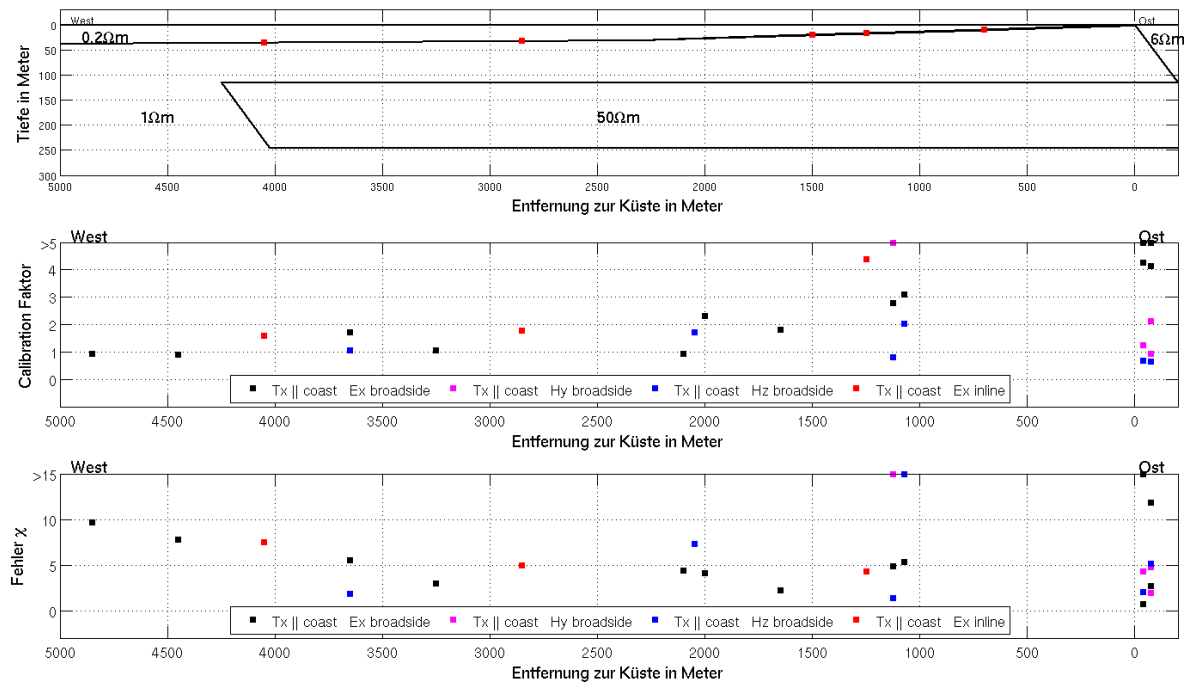 West Ost
0
0.2Ωm 6Ωm
50
100
150
1Ωm 50Ωm
200
250
300
Tiefe in Meter
5000 4500 4000 3500 3000 2500 2000 1500 1000 500 0
Entfernung zur Küste in Meter
West Ost
>5
4
3
2
1
0
Calibration Faktor
Tx || coast Ex broadside Tx || coast Hy broadside Tx || coast Hz broadside Tx || coast Ex inline
5000 4500 4000 3500 3000 2500 2000 1500 1000 500 0
Entfernung zur Küste in Meter
West Ost
>15
10
5
0
Fehler χ
Tx || coast Ex broadside Tx || coast Hy broadside Tx || coast Hz broadside Tx || coast Ex inline
5000 4500 4000 3500 3000 2500 2000 1500 1000 500 0
Entfernung zur Küste in Meter